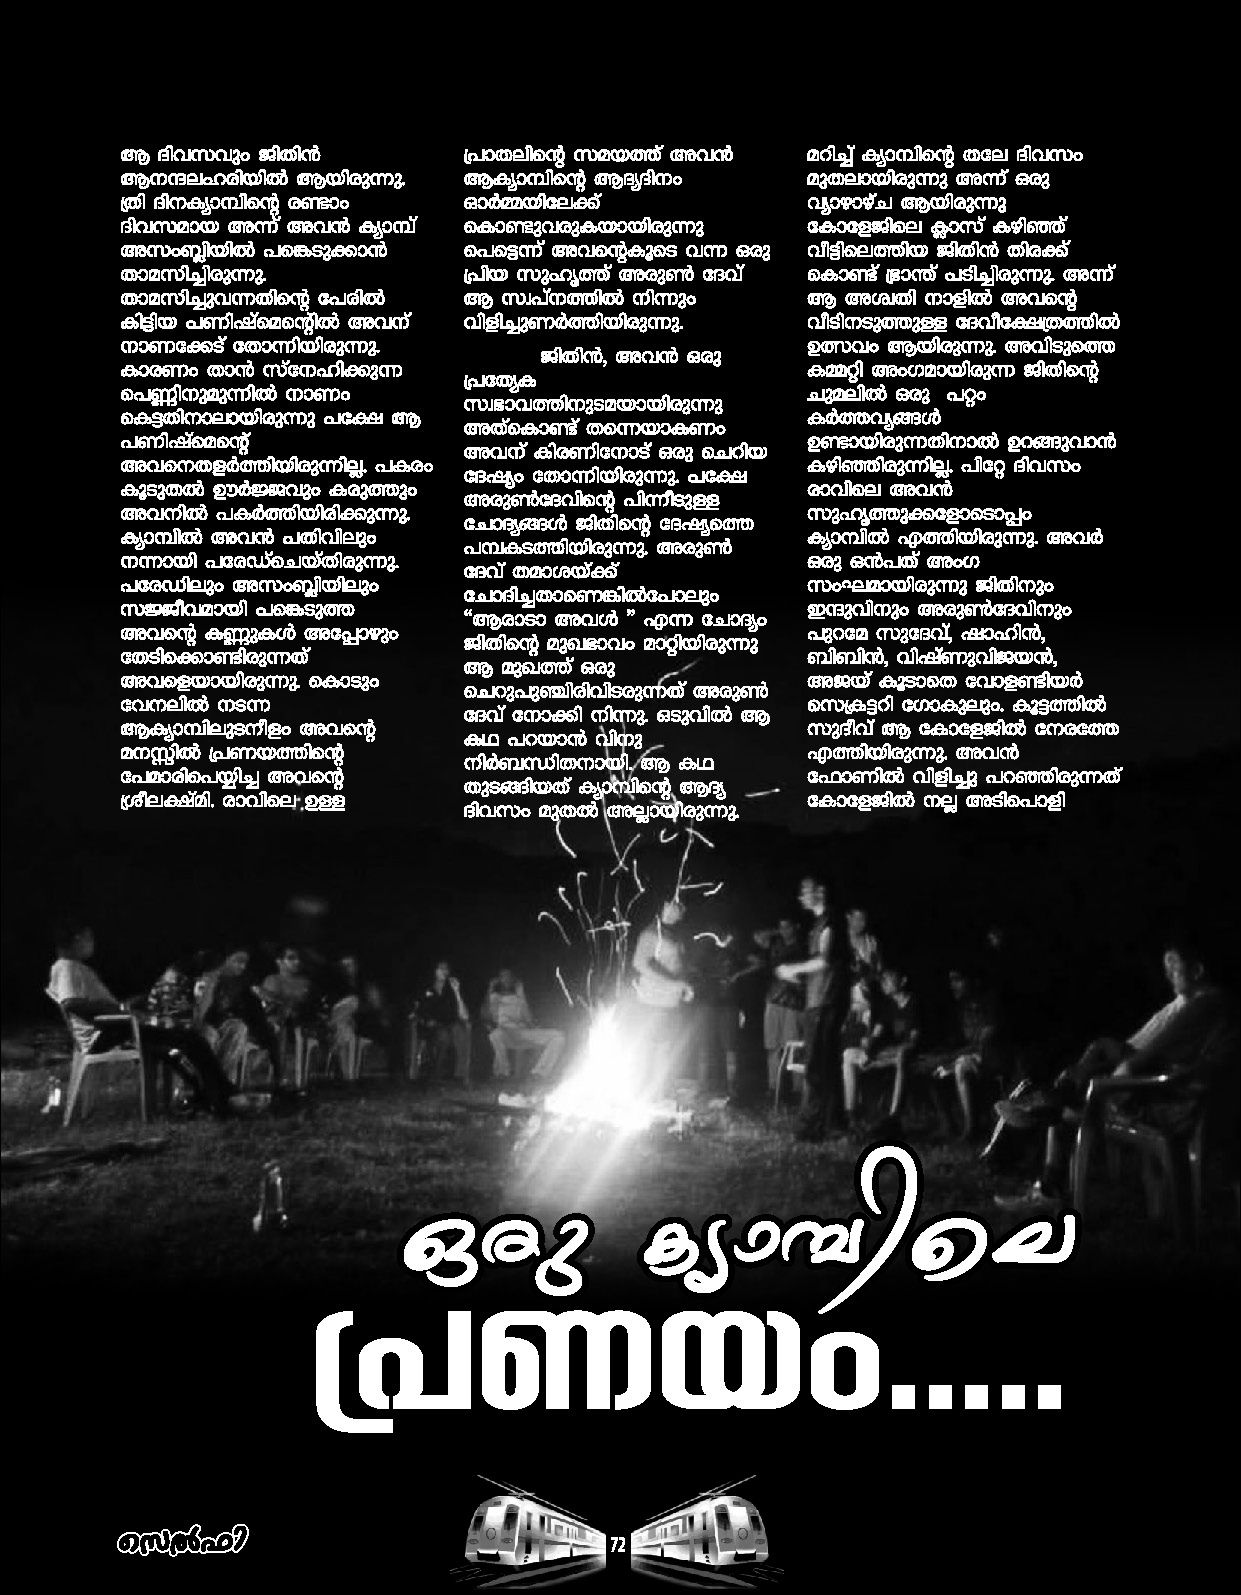 ആ ദിവസവും ജിതിൻ
ആനന്ദലഹരിയിൽ ആയിരുന്നു.
ത്രി ദിനക്യാമ്പിന്റെ രണ്ടാം
ദിവസമായ അന്ന് അവൻ ക്യാമ്പ്
അസംബ്ലിയിൽ പങ്കെടുക്കാൻ
താമസിച്ചിരുന്നു.
താമസിച്ചുവന്നതിന്റെ പേരിൽ
കിട്ടിയ പണിഷ്മെന്റിൽ അവന്
നാണക്കേട് തോന്നിയിരുന്നു.
കാരണം താൻ സ്നേഹിക്കുന്ന
പെണ്ണിനുമുന്നിൽ നാണം
കെട്ടതിനാലായിരുന്നു പക്ഷേ ആ
പണിഷ്മെന്റ്
അവനെതളർത്തിയിരുന്നില്ല. പകരം
കൂടുതൽ ഊർജ്ജവും കരുത്തും
അവനിൽ പകർത്തിയിരിക്കുന്നു.
ക്യാമ്പിൽ അവൻ പതിവിലും
നന്നായി പരേഡ്ചെയ്തിരുന്നു.
പരേഡിലും അസംബ്ലിയിലും
സജ്ജീവമായി പങ്കെടുത്ത
അവന്റെ കണ്ണുകൾ അപ്പോഴും
തേടിക്കൊണ്ടിരുന്നത്
അവളെയായിരുന്നു. കൊടും
വേനലിൽ നടന്ന
ആക്യാമ്പിലുടനീളം അവന്റെ
മനസ്സിൽ പ്രണയത്തിന്റെ
പേമാരിപെയ്യിച്ച അവന്റെ
ശ്രീലക്ഷ്മി. രാവിലെ ഉള്ള
പ്രാതലിന്റെ സമയത്ത് അവൻ
ആക്യാമ്പിന്റെ ആദ്യദിനം
ഓർമ്മയിലേക്ക്
കൊണ്ടുവരുകയായിരുന്നു
പെട്ടെന്ന് അവന്റെകൂടെ വന്ന ഒരു
പ്രിയ സുഹൃത്ത് അരുൺ ദേവ്
ആ സ്വപ്നത്തിൽ നിന്നും
വിളിച്ചുണർത്തിയിരുന്നു.
ജിതിൻ, അവൻ ഒരു
പ്രത്യേക
സ്വഭാവത്തിനുടമയായിരുന്നു
അത്കൊണ്ട് തന്നെയാകണം
അവന് കിരണിനോട് ഒരു ചെറിയ
ദേഷ്യം തോന്നിയിരുന്നു. പക്ഷേ
അരുൺദേവിന്റെ പിന്നീടുള്ള
ചോദ്യങ്ങൾ ജിതിന്റെ ദേഷ്യത്തെ
പമ്പകടത്തിയിരുന്നു. അരുൺ
ദേവ് തമാശയ്ക്ക്
ചോദിച്ചതാണെങ്കിൽപോലും
“ആരാടാ അവൾ ” എന്ന ചോദ്യം
ജിതിന്റെ മുഖഭാവം മാറ്റിയിരുന്നു
ആ മുഖത്ത് ഒരു
ചെറുപുഞ്ചിരിവിടരുന്നത് അരുൺ
ദേവ് നോക്കി നിന്നു. ഒടുവിൽ ആ
കഥ പറയാൻ വിനു
നിർബന്ധിതനായി. ആ കഥ
തുടങ്ങിയത് ക്യാമ്പിന്റെ ആദ്യ
ദിവസം മുതൽ അല്ലായിരുന്നു.
മറിച്ച് ക്യാമ്പിന്റെ തലേ ദിവസം
മുതലായിരുന്നു അന്ന് ഒരു
വ്യാഴാഴ്ച ആയിരുന്നു
കോളേജിലെ ക്ലാസ് കഴിഞ്ഞ്
വീട്ടിലെത്തിയ ജിതിൻ തിരക്ക്
കൊണ്ട് ഭ്രാന്ത് പടിച്ചിരുന്നു. അന്ന്
ആ അശ്വതി നാളിൽ അവന്റെ
വീടിനടുത്തുള്ള ദേവീക്ഷേത്രത്തിൽ
ഉത്സവം ആയിരുന്നു. അവിടുത്തെ
കമ്മറ്റി അംഗമായിരുന്ന ജിതിന്റെ
ചുമലിൽ ഒരു പറ്റം
കർത്തവ്യങ്ങൾ
ഉണ്ടായിരുന്നതിനാൽ ഉറങ്ങുവാൻ
കഴിഞ്ഞിരുന്നില്ല. പിറ്റേ ദിവസം
രാവിലെ അവൻ
സുഹൃത്തുക്കളോടൊപ്പം
ക്യാമ്പിൽ എത്തിയിരുന്നു. അവർ
ഒരു ഒൻപത് അംഗ
സംഘമായിരുന്നു ജിതിനും
ഇന്ദുവിനും അരുൺദേവിനും
പുറമേ സുദേവ്, ഷാഹിൻ,
ബിബിൻ, വിഷ്ണുവിജയൻ,
അജയ് കൂടാതെ വോളണ്ടിയർ
സെക്രട്ടറി ഗോകുലും. കൂട്ടത്തിൽ
സുദീവ് ആ കോളേജിൽ നേരത്തേ
എത്തിയിരുന്നു. അവൻ
ഫോണിൽ വിളിച്ചു പറഞ്ഞിരുന്നത്
കോളേജിൽ നല്ല അടിപൊളി
ഒരു ക്യാമ്പിലെ
പ്രണയം.....
സെൽഫി
72